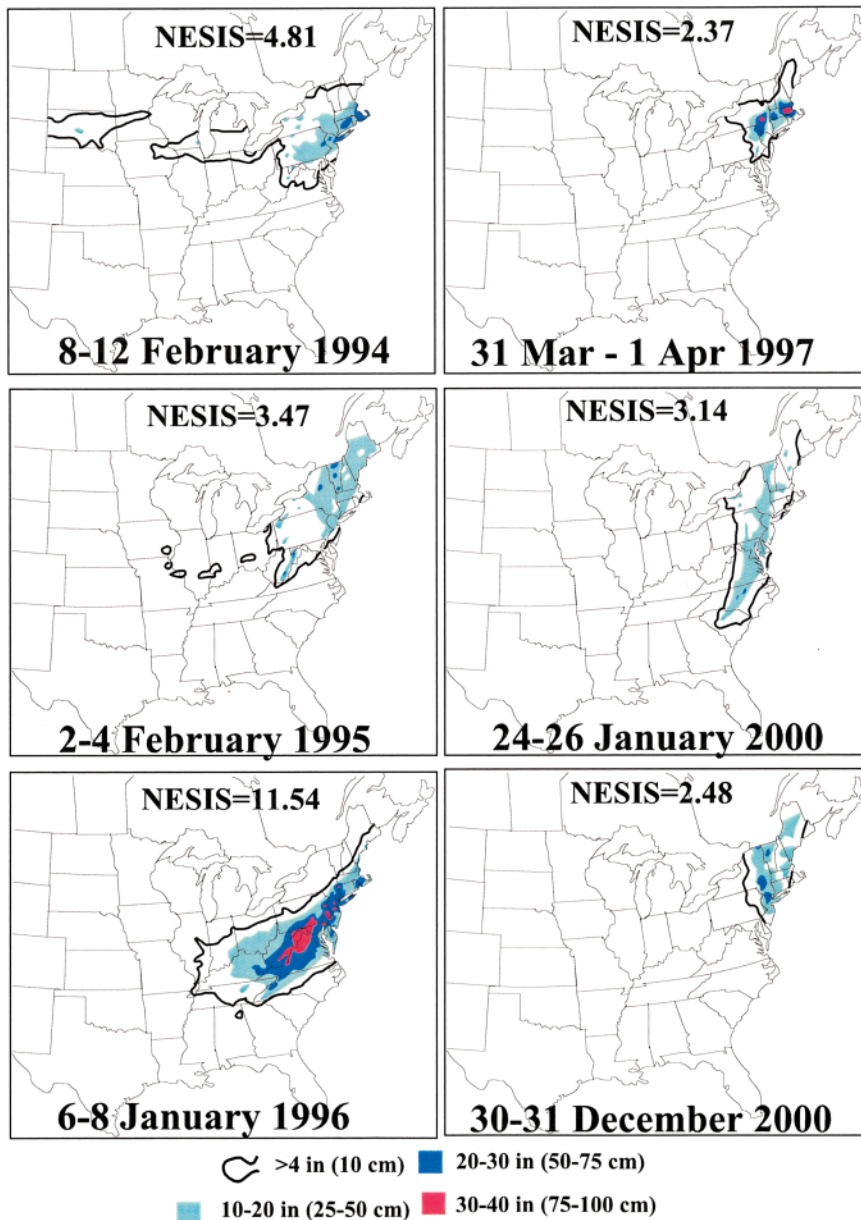 NESIS=4.81
8-12 February 1994
NESIS=2.37
31 Mar - 1 Apr 1997
NESIS=3.47
2-4 February 1995
NESIS=3.14
24-26 January 2000
NESIS=11.54
6-8 January 1996
NESIS=2.48
30-31 December 2000
>4 in (10 cm)
20-30 in (50-75 cm)
10-20 in (25-50 cm)
30-40 in (75-100 cm)